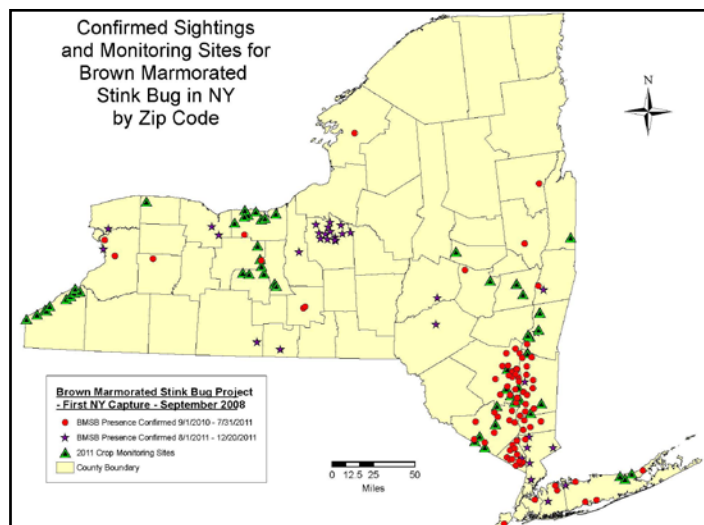 Confirmed Sightings
and Monitoring Sites for
Brown Marmorated
Stink Bug in NY
by Zip Code
N
Brown Marmorated Stink Bug Project
- First NY Capture - September 2008
BMSB Presence Confirmed 9/1/2010 - 7/31/2011
BMSB Presence Confirmed 8/1/2011 - 12/20/2011
2011 Crop Monitoring Sites
County Boundary
0 12.5 25 50
Miles